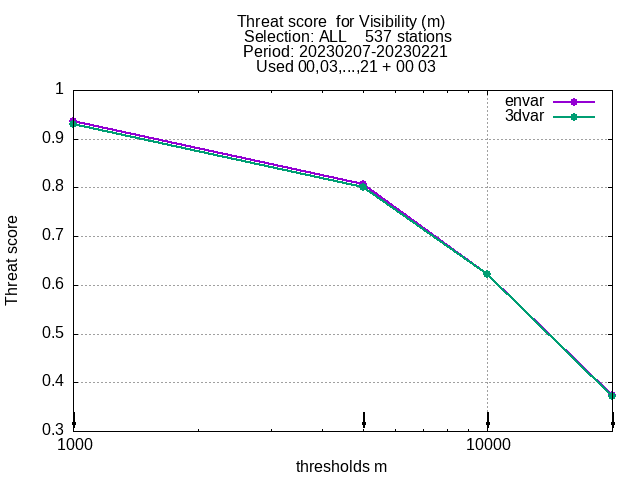 Threat score  for Visibility (m)
Selection: ALL    537 stations
Period: 20230207-20230221
Used 00,03,...,21 + 00 03
envar
3dvar
1
0.9
0.8
0.7
0.6
0.5
0.4
0.3
Threat score
1000
10000
thresholds m